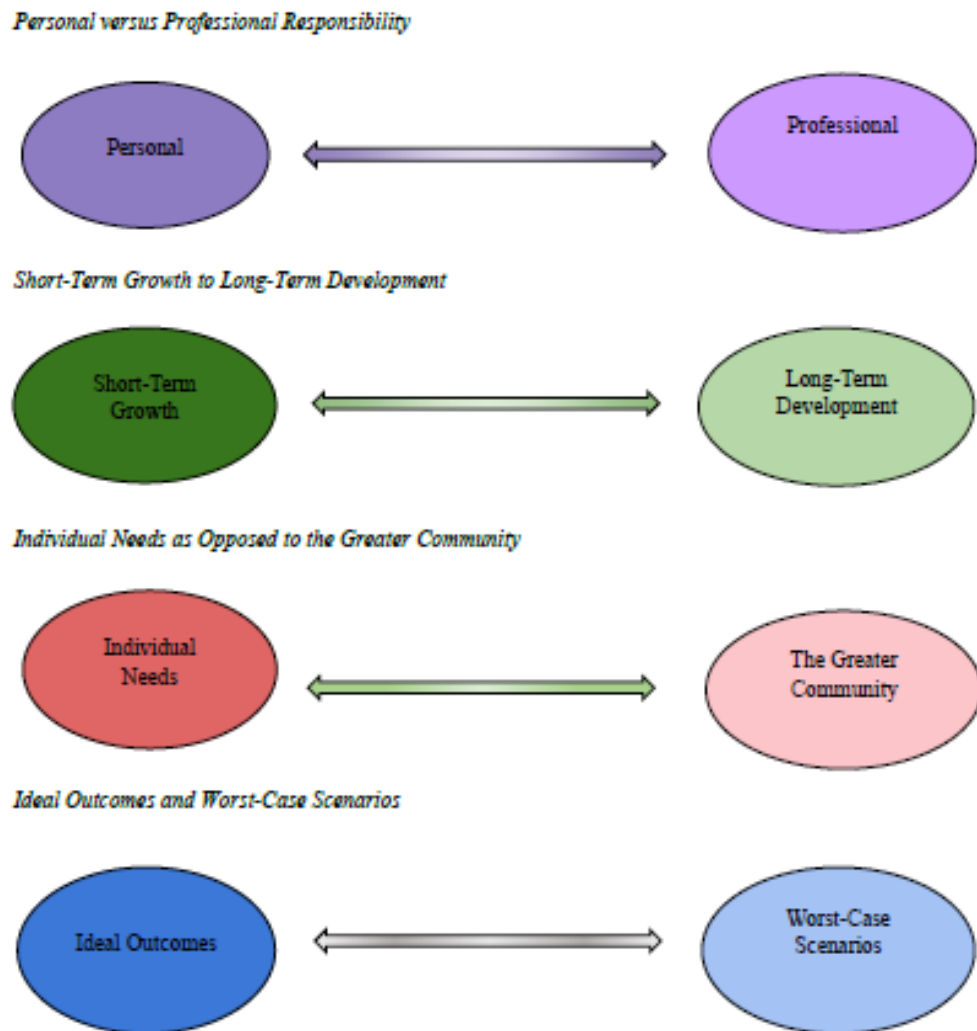 Personal versus Professional Responsibility
Personal
Professional
Short-Term Growth to Long-Term Development
Short-Term
Growth
Long-Term
Development
Individual Needs as Opposed to the Greater Community
Individual
Needs
The Greater
Community
Ideal Outcomes and Worst-Case Scenarios
Ideal Outcomes
Worst-Case
Scenarios